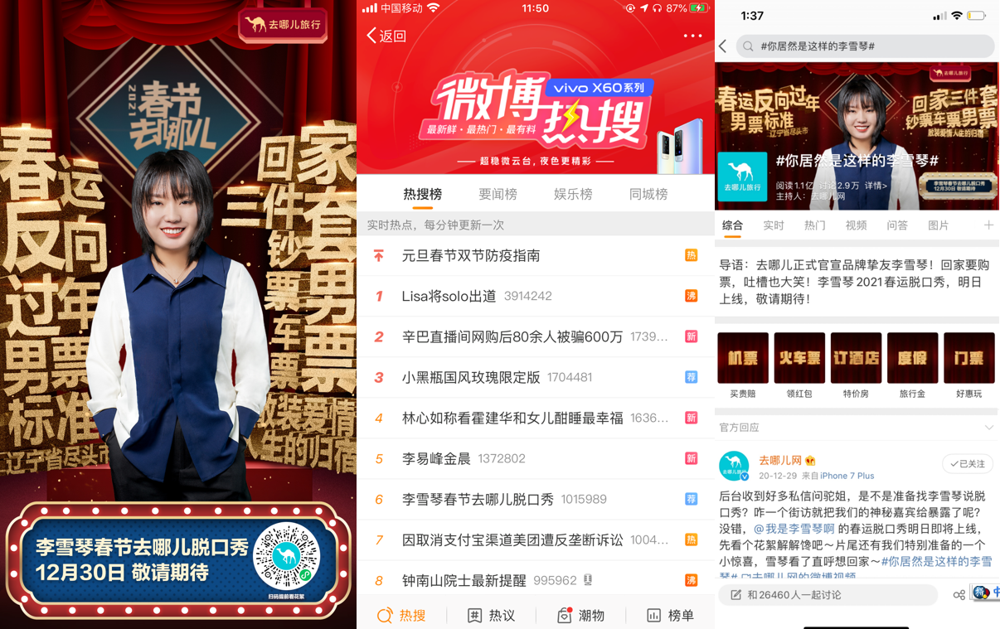 去哪儿旅行
2021
春节
去哪儿
春运
反向
过年
男票
标准
辽宁省尽头市
回家
三件套
钞票
车票
男票
散装爱情
人生的归宿
李雪琴春节去哪儿脱口秀
12月30日 敬请期待
扫码提前看花絮
中国移动
11:50
87%
返回
微博热搜
vivo X60系列
最新鲜·最热门·最有料
超稳微云台,夜色更精彩
热搜榜 要闻榜 娱乐榜 同城榜
实时热点,每分钟更新一次
元旦春节双节防疫指南 热
1 Lisa将solo出道 3914242 沸
2 辛巴直播间网购后80余人被骗600万 1739... 新
3 小黑瓶国风玫瑰限定版 1704481 荐
4 林心如称看霍建华和女儿酣睡最幸福 1636... 新
5 李易峰金晨 1372802 新
6 李雪琴春节去哪儿脱口秀 1015989 荐
7 因取消支付宝渠道美团遭反垄断诉讼 1004... 热
8 钟南山院士最新提醒 995962 沸
热搜 热议 潮物 榜单
1:37
#你居然是这样的李雪琴#
去哪儿旅行
春运反向过年
男票标准
辽宁省尽头市
回家三件套
钞票车票男票
散装爱情人生的归宿
李雪琴春节去哪儿脱口秀
12月30日 敬请期待
去哪儿旅行
#你居然是这样的李雪琴#
阅读1.1亿 讨论2.9万 详情>
主持人:去哪儿网
综合 实时 热门 视频 问答 图片
导语:去哪儿正式官宣品牌挚友李雪琴!回家要购
票,吐槽也大笑!李雪琴2021春运脱口秀,明日
上线,敬请期待!
机票 火车票 订酒店 度假 门票
买贵赔 领红包 特价房 旅行金 好惠玩
官方回应
去哪儿旅行
去哪儿网
已关注
20-12-29 来自iPhone 7 Plus
后台收到好多私信问驼姐,是不是准备找李雪琴说脱
口秀?咋一个街访就把我们的神秘嘉宾给暴露了呢?
没错,@我是李雪琴啊 的春运脱口秀明日即将上线,
先看个花絮解解馋吧~片尾还有我们特别准备的一个
小惊喜,雪琴看了直呼想回家~#你居然是这样的李雪
琴# 去哪儿网的微博视频
和26460人一起讨论